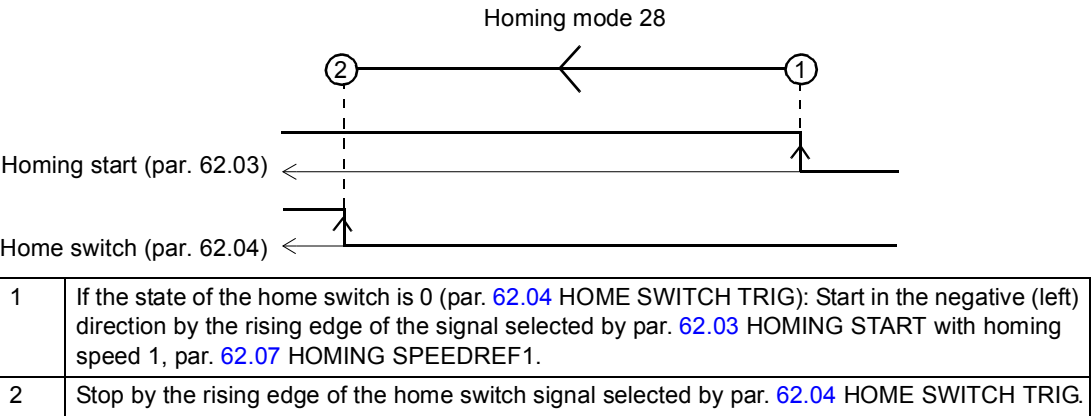 Homing mode 28
2
1
Homing start (par. 62.03)
Home switch (par. 62.04)
1 If the state of the home switch is 0 (par. 62.04 HOME SWITCH TRIG): Start in the negative (left)
direction by the rising edge of the signal selected by par. 62.03 HOMING START with homing
speed 1, par. 62.07 HOMING SPEEDREF1.
2 Stop by the rising edge of the home switch signal selected by par. 62.04 HOME SWITCH TRIG.